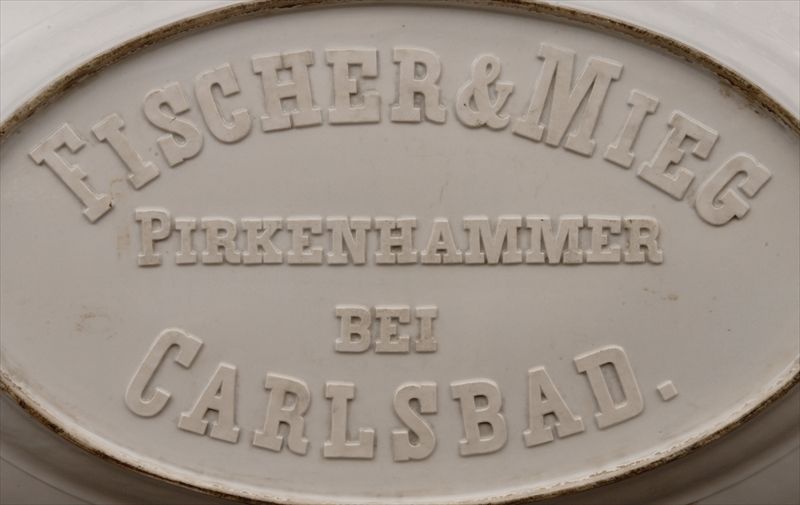 FISCHER & MIEG
PIRKENHAMMER
BEI
CARLSBAD.